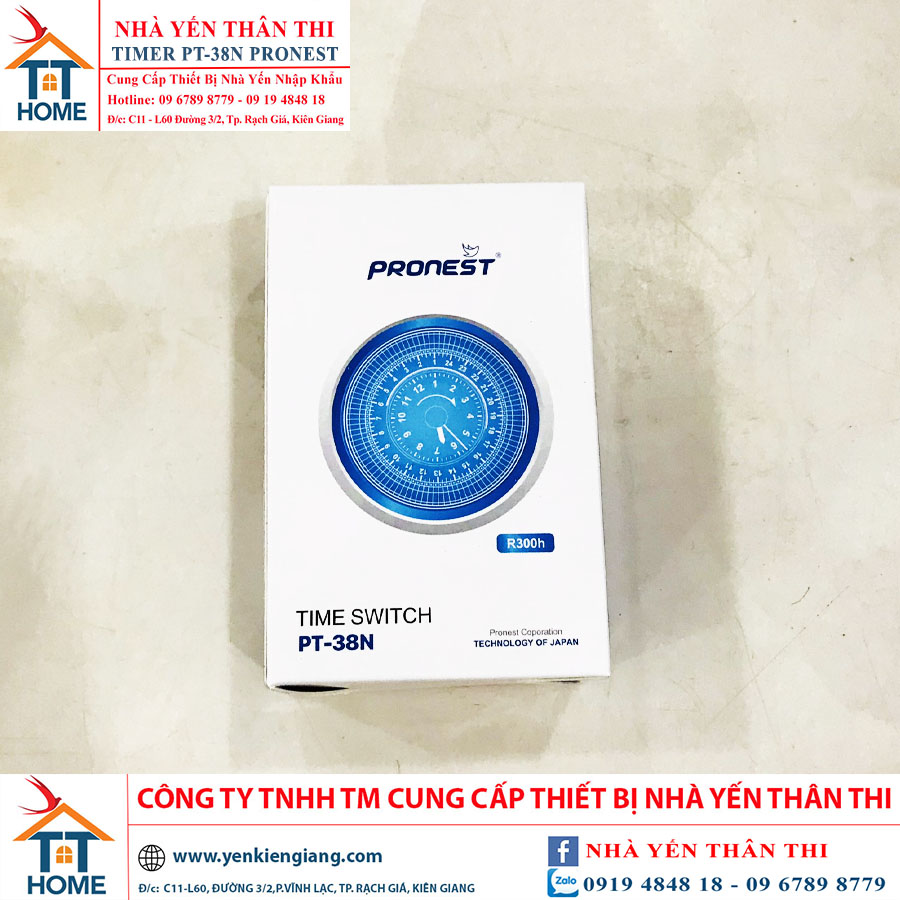 NHÀ YẾN THÂN THI
TIMER PT-38N PRONEST
Cung Cấp Thiết Bị Nhà Yến Nhập Khẩu
Hotline: 09 6789 8779 - 09 19 4848 18
Đ/c: C11 - L60 Đường 3/2, Tp. Rạch Giá, Kiên Giang
TT
HOME
PRONEST®
R300h
TIME SWITCH
PT-38N
Pronest Coporation
TECHNOLOGY OF JAPAN
TT
HOME
CÔNG TY TNHH TM CUNG CẤP THIẾT BỊ NHÀ YẾN THÂN THI
www.yenkiengiang.com
Đ/c: C11-L60, ĐƯỜNG 3/2,P.VĨNH LẠC, TP. RẠCH GIÁ, KIÊN GIANG
f NHÀ YẾN THÂN THI
Zalo 0919 4848 18 - 09 6789 8779